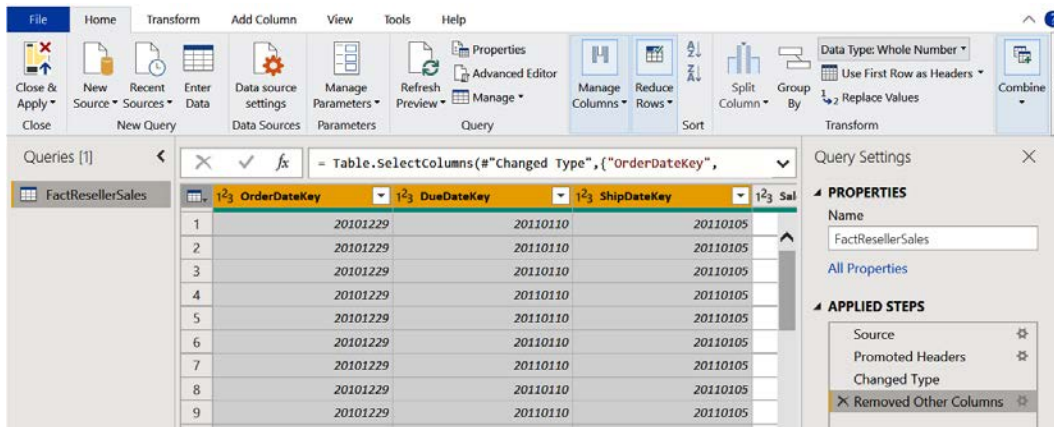 File Home Transform Add Column View Tools Help
Close & Apply
New Source
Recent Sources
Enter Data
Data source settings
Manage Parameters
Refresh Preview
Properties
Advanced Editor
Manage
Manage Columns
Reduce Rows
Split Column
Group By
Data Type: Whole Number
Use First Row as Headers
Replace Values
Combine
Close New Query Data Sources Parameters Query Sort Transform
Queries [1]
FactResellerSales
fx = Table.SelectColumns(#"Changed Type",{"OrderDateKey",
1²3 OrderDateKey 1²3 DueDateKey 1²3 ShipDateKey 1²3 Sal
1 20101229 20110110 20110105
2 20101229 20110110 20110105
3 20101229 20110110 20110105
4 20101229 20110110 20110105
5 20101229 20110110 20110105
6 20101229 20110110 20110105
7 20101229 20110110 20110105
8 20101229 20110110 20110105
9 20101229 20110110 20110105
Query Settings
PROPERTIES
Name
FactResellerSales
All Properties
APPLIED STEPS
Source
Promoted Headers
Changed Type
Removed Other Columns